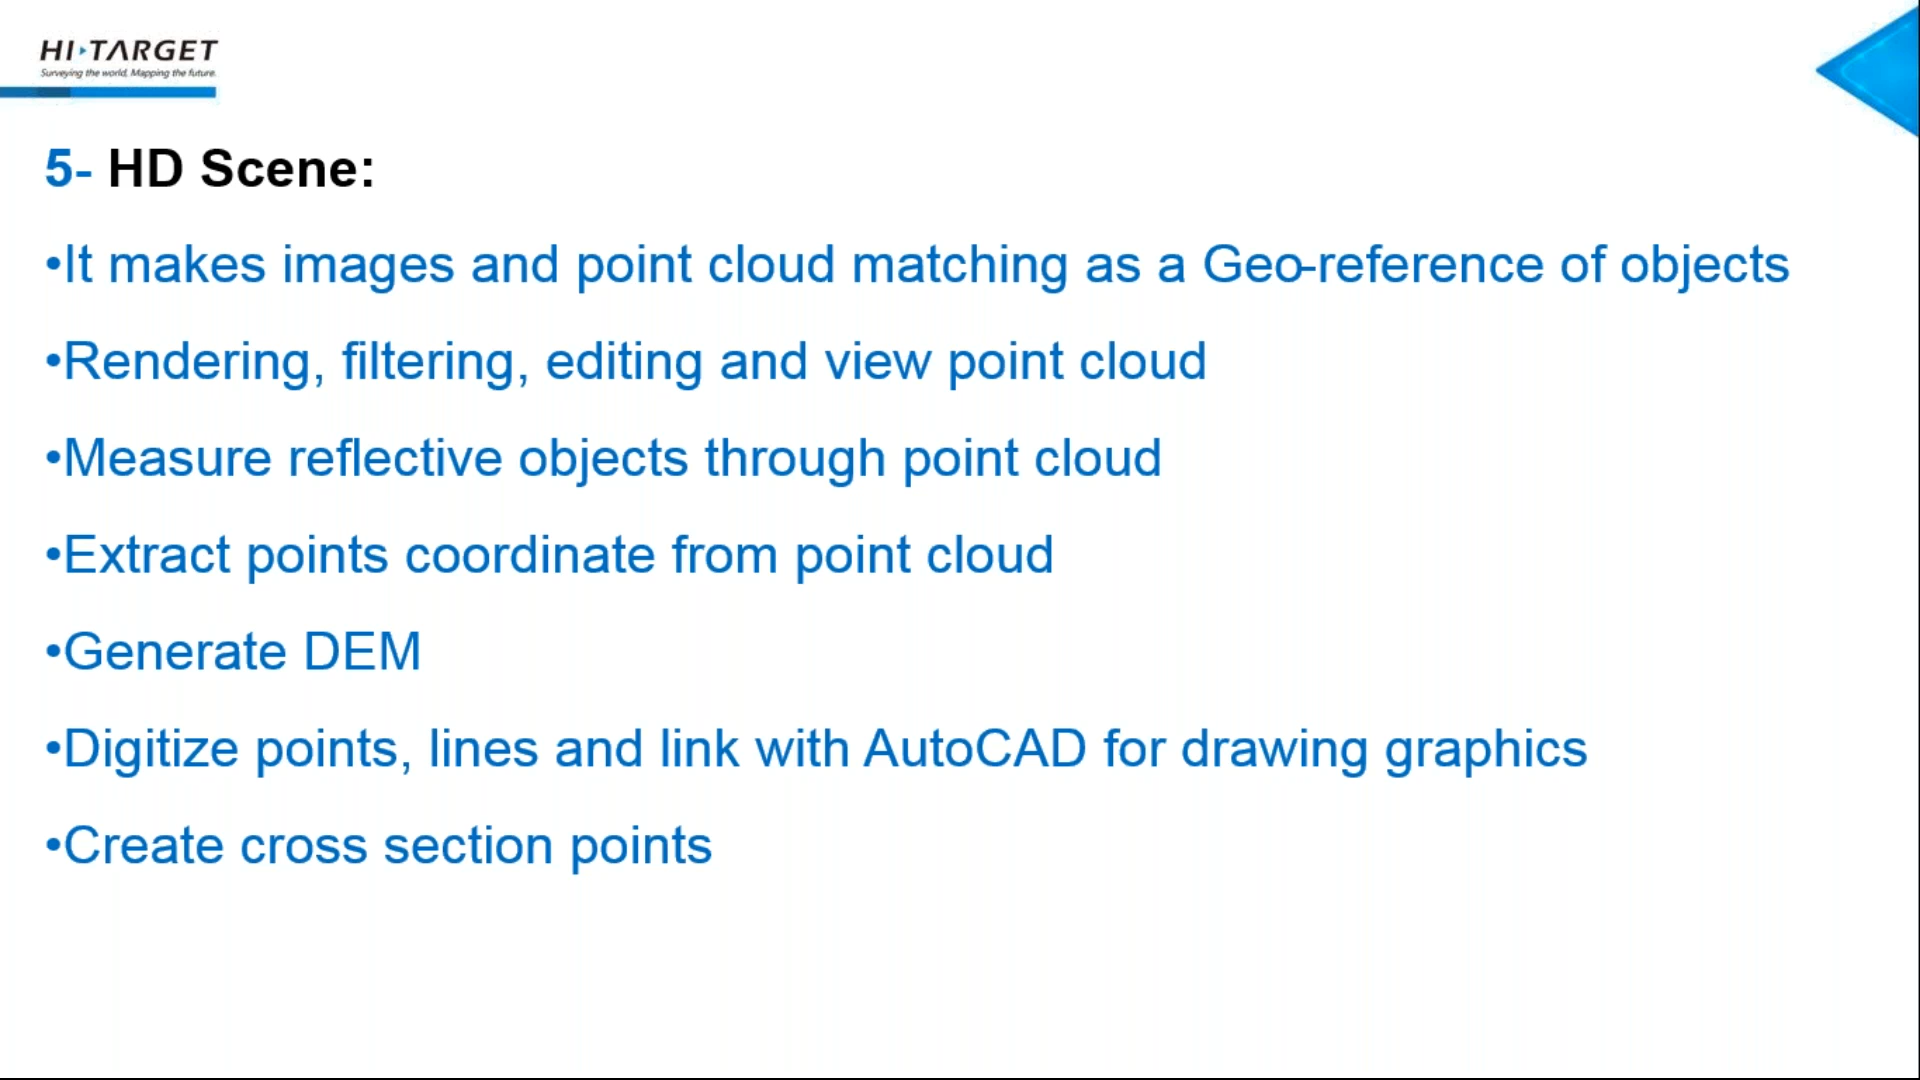 HI-TARGET
Surveying the world, Mapping the future.
5- HD Scene:
•It makes images and point cloud matching as a Geo-reference of objects
•Rendering, filtering, editing and view point cloud
•Measure reflective objects through point cloud
•Extract points coordinate from point cloud
•Generate DEM
•Digitize points, lines and link with AutoCAD for drawing graphics
•Create cross section points